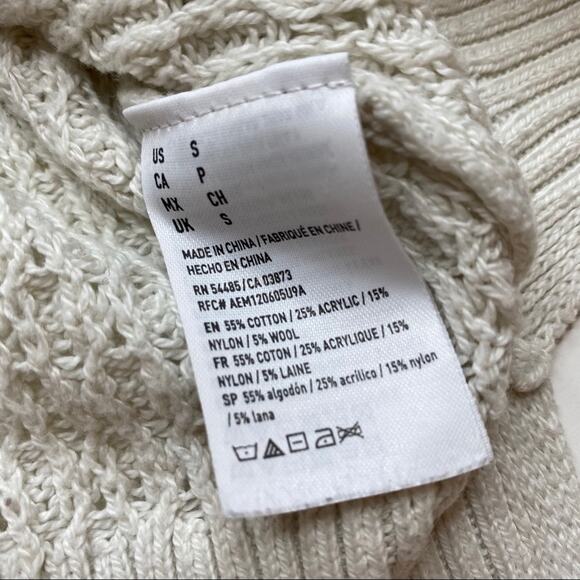 US S
CA P
MX CH
UK S
MADE IN CHINA / FABRIQUÉ EN CHINE /
HECHO EN CHINA
RN 54485 / CA 03873
RFC# AEM120605U9A
EN 55% COTTON / 25% ACRYLIC / 15%
NYLON / 5% WOOL
FR 55% COTON / 25% ACRYLIQUE / 15%
NYLON / 5% LAINE
SP 55% algodón / 25% acrílico / 15% nylon
/ 5% lana